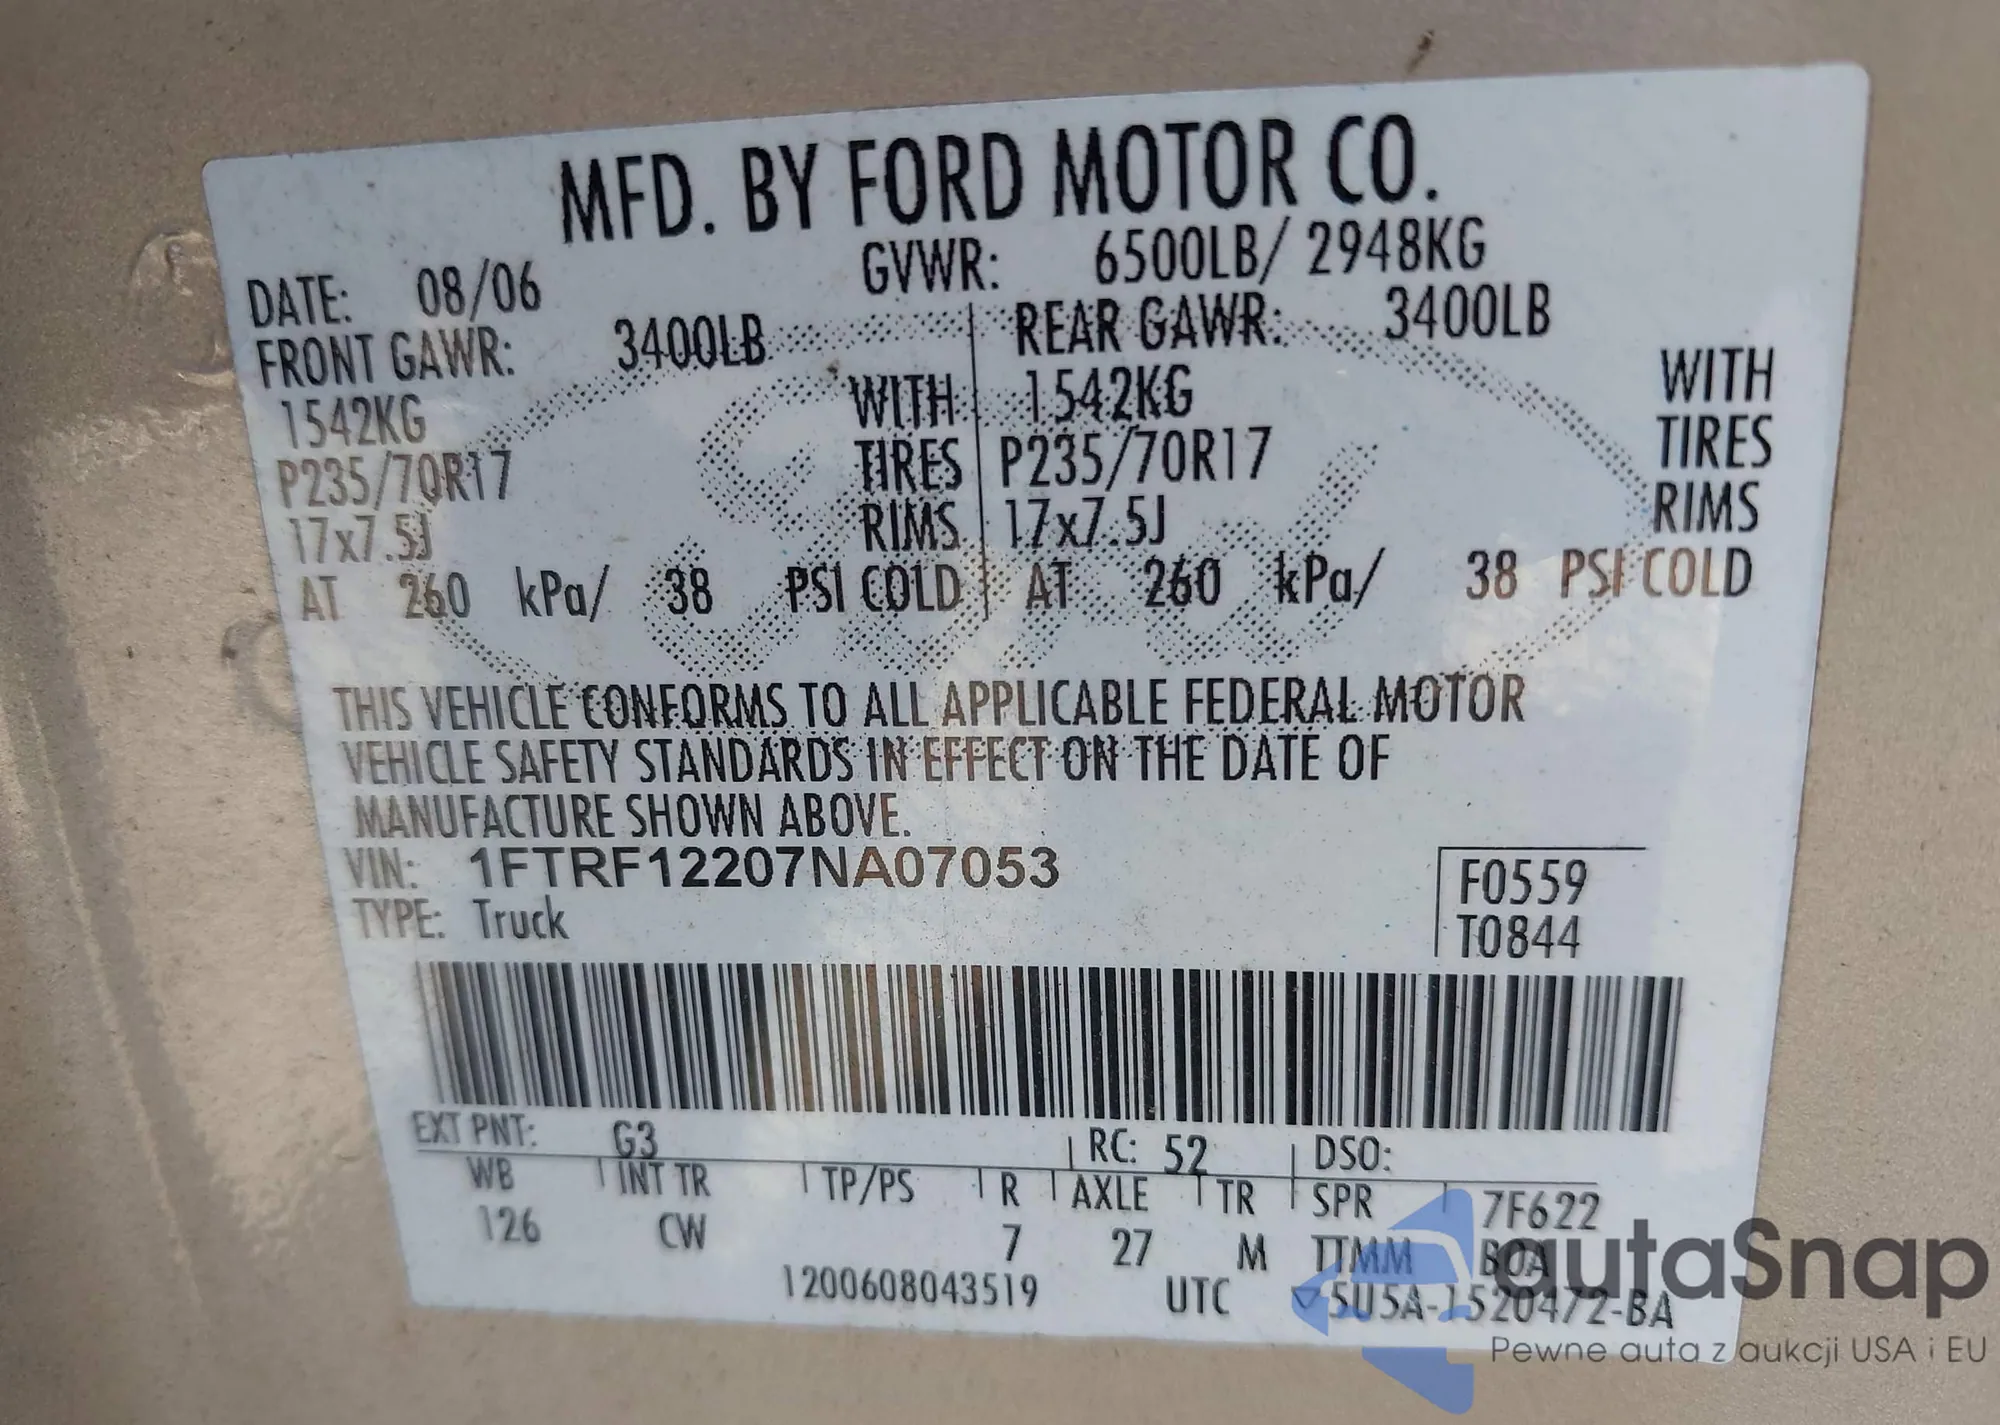 MFD. BY FORD MOTOR CO.
DATE: 08/06 GVWR: 6500LB/ 2948KG
FRONT GAWR: 3400LB REAR GAWR: 3400LB
1542KG WITH 1542KG WITH
P235/70R17 TIRES P235/70R17 TIRES
17x7.5J RIMS 17x7.5J RIMS
AT 260 kPa/ 38 PSI COLD AT 260 kPa/ 38 PSI COLD
THIS VEHICLE CONFORMS TO ALL APPLICABLE FEDERAL MOTOR
VEHICLE SAFETY STANDARDS IN EFFECT ON THE DATE OF
MANUFACTURE SHOWN ABOVE.
VIN: 1FTRF12207NA07053 F0559
TYPE: Truck T0844
EXT PNT: G3 RC: 52 DSO:
WB INT TR TP/PS R AXLE TR SPR 7F622
126 CW 7 27 M TTMM BOA
1200608043519 UTC 5U5A-1520472-BA
autaSnap
Pewne auta z aukcji USA i EU